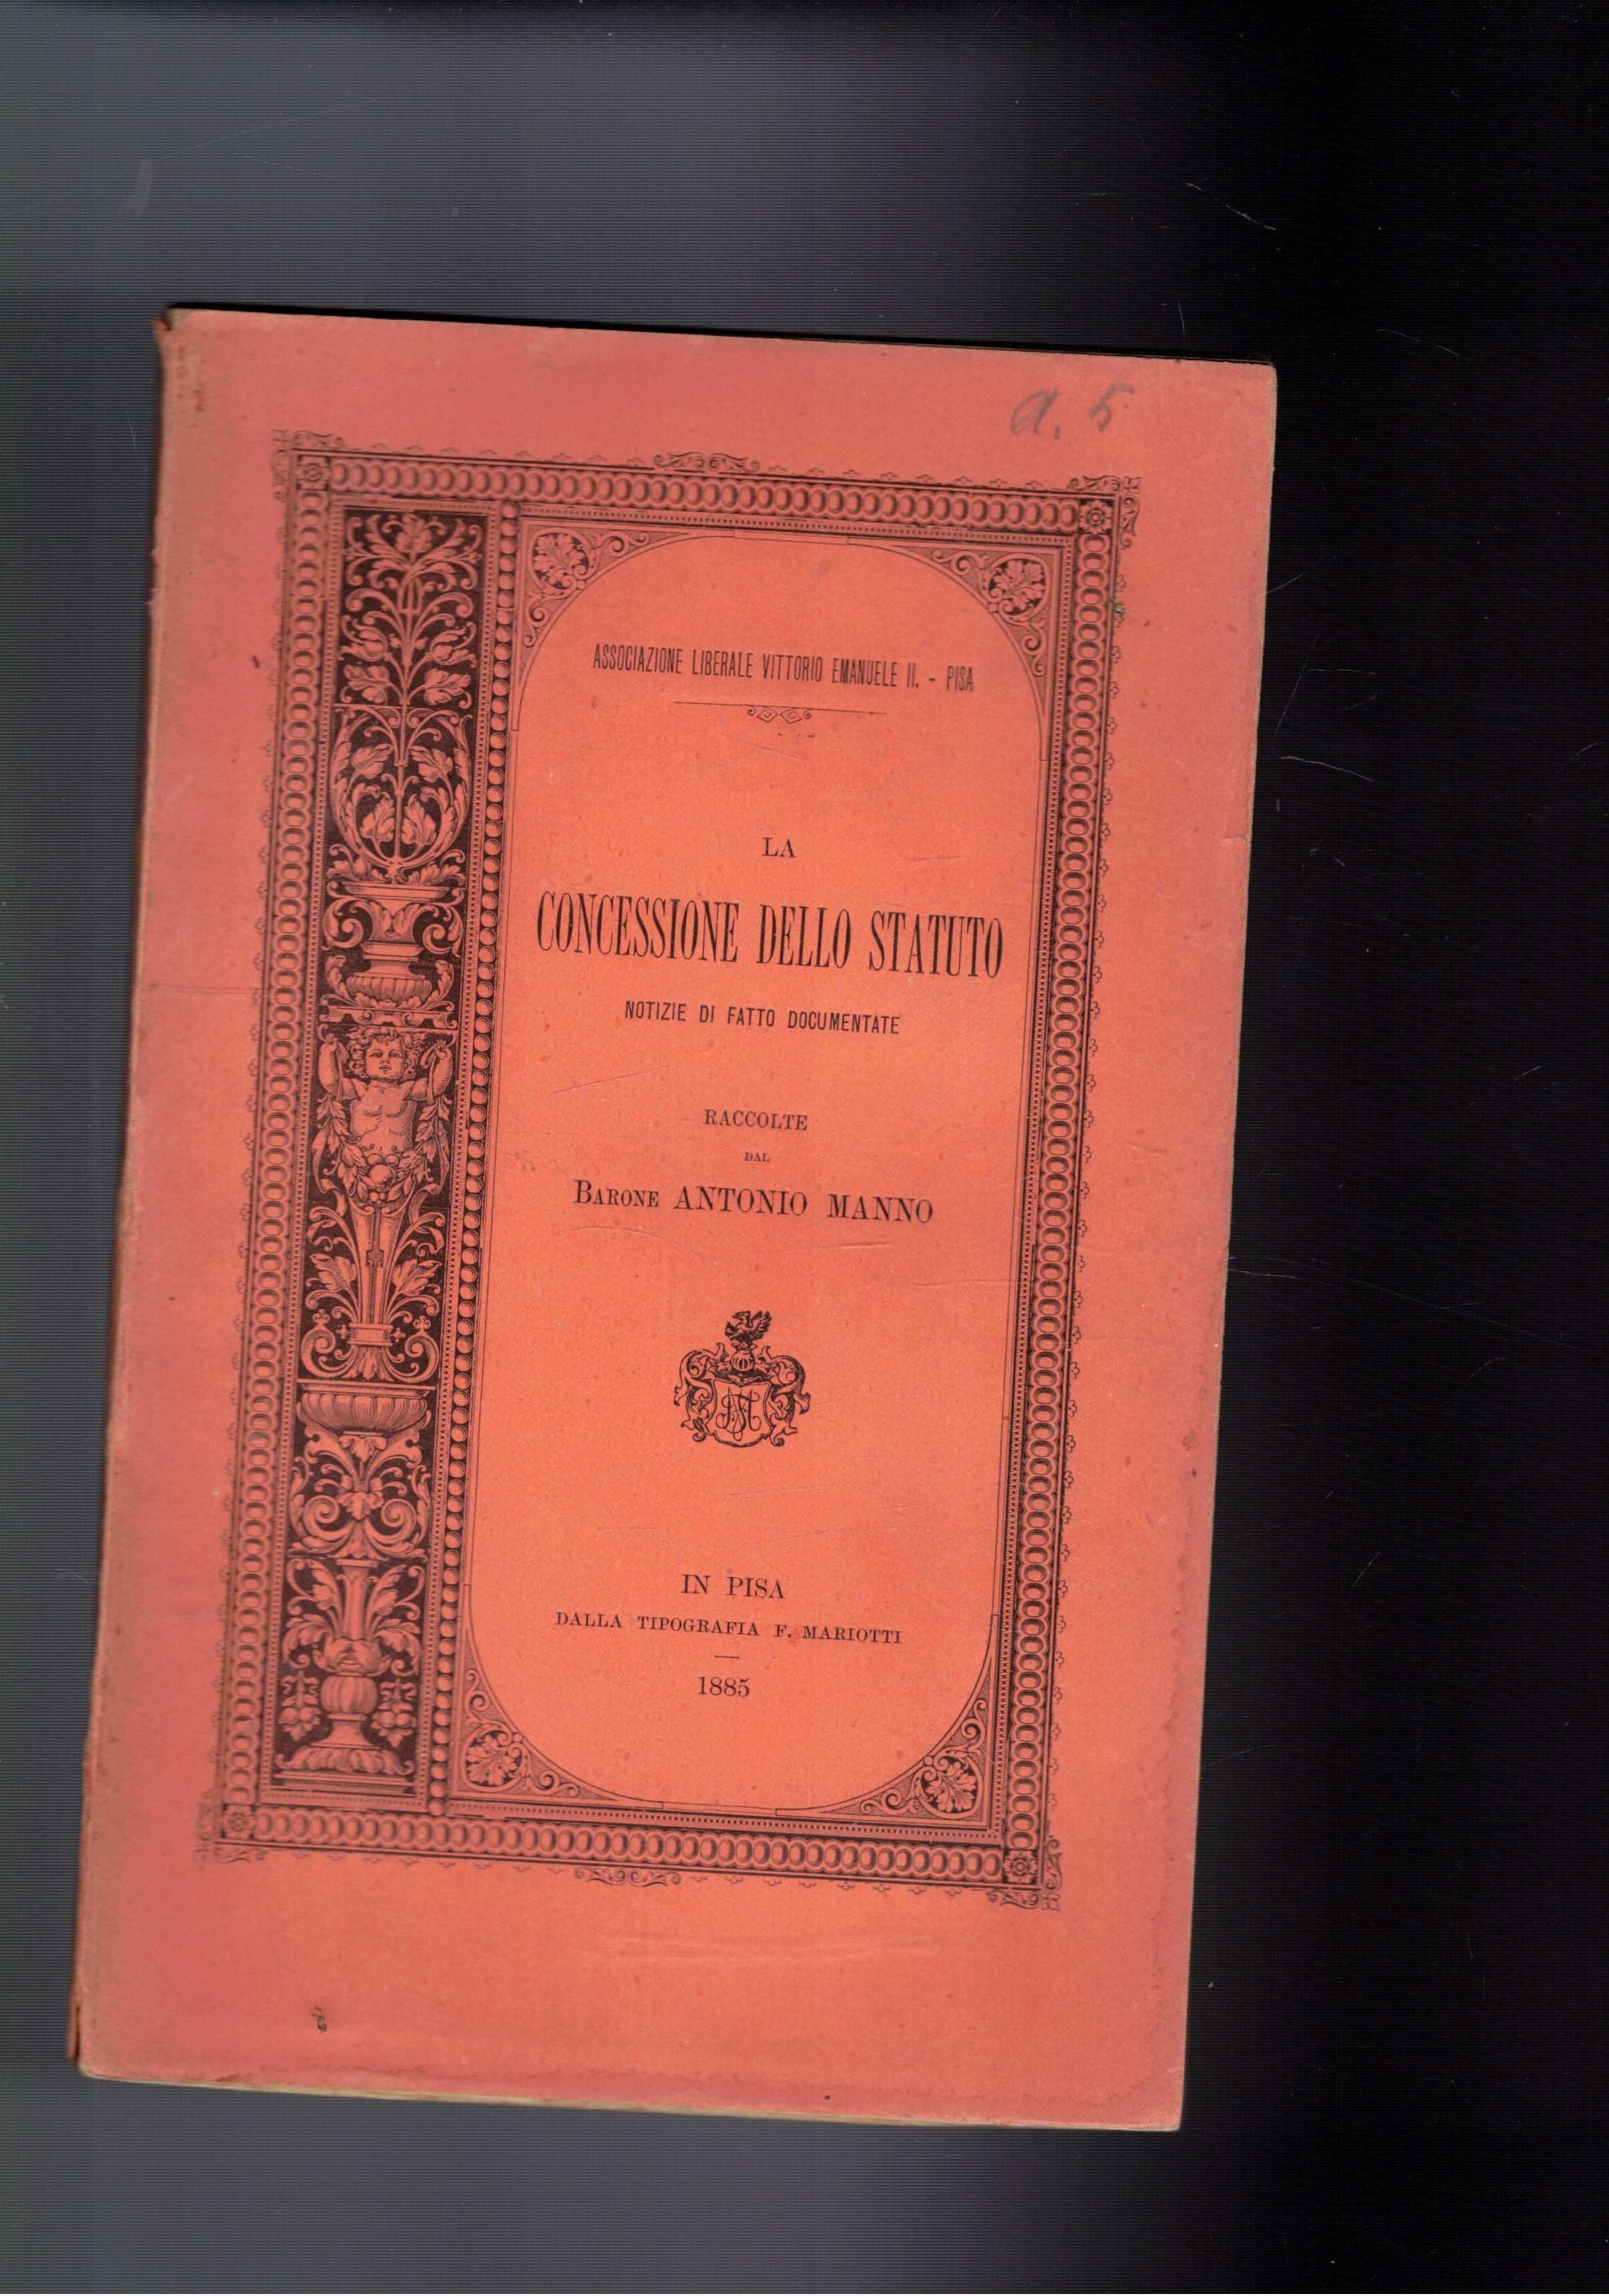 a. 5
ASSOCIAZIONE LIBERALE VITTORIO EMANUELE II. - PISA
LA
CONCESSIONE DELLO STATUTO
NOTIZIE DI FATTO DOCUMENTATE
RACCOLTE
DAL
BARONE ANTONIO MANNO
IN PISA
DALLA TIPOGRAFIA F. MARIOTTI
1885